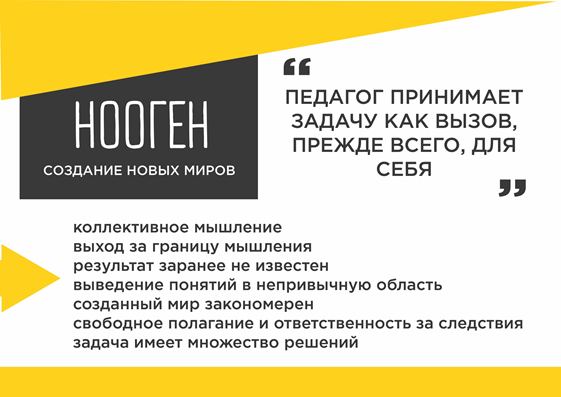 НООГЕН
СОЗДАНИЕ НОВЫХ МИРОВ
“
ПЕДАГОГ ПРИНИМАЕТ
ЗАДАЧУ КАК ВЫЗОВ,
ПРЕЖДЕ ВСЕГО, ДЛЯ
СЕБЯ
”
коллективное мышление
выход за границу мышления
результат заранее не известен
выведение понятий в непривычную область
созданный мир закономерен
свободное полагание и ответственность за следствия
задача имеет множество решений